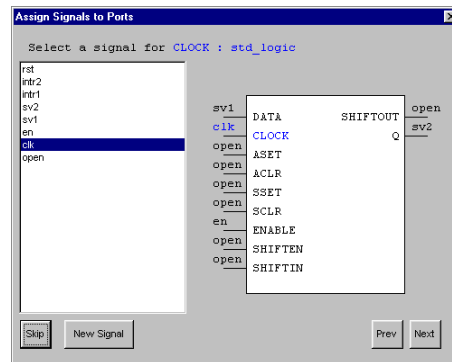 Assign Signals to Ports
Select a signal for CLOCK : std_logic
rst
intr2
intr1
sv2
sv1
en
clk
open
sv1 DATA SHIFTOUT open
clk CLOCK Q sv2
open ASET
open ACLR
open SSET
open SCLR
en ENABLE
open SHIFTEN
open SHIFTIN
Skip New Signal Prev Next